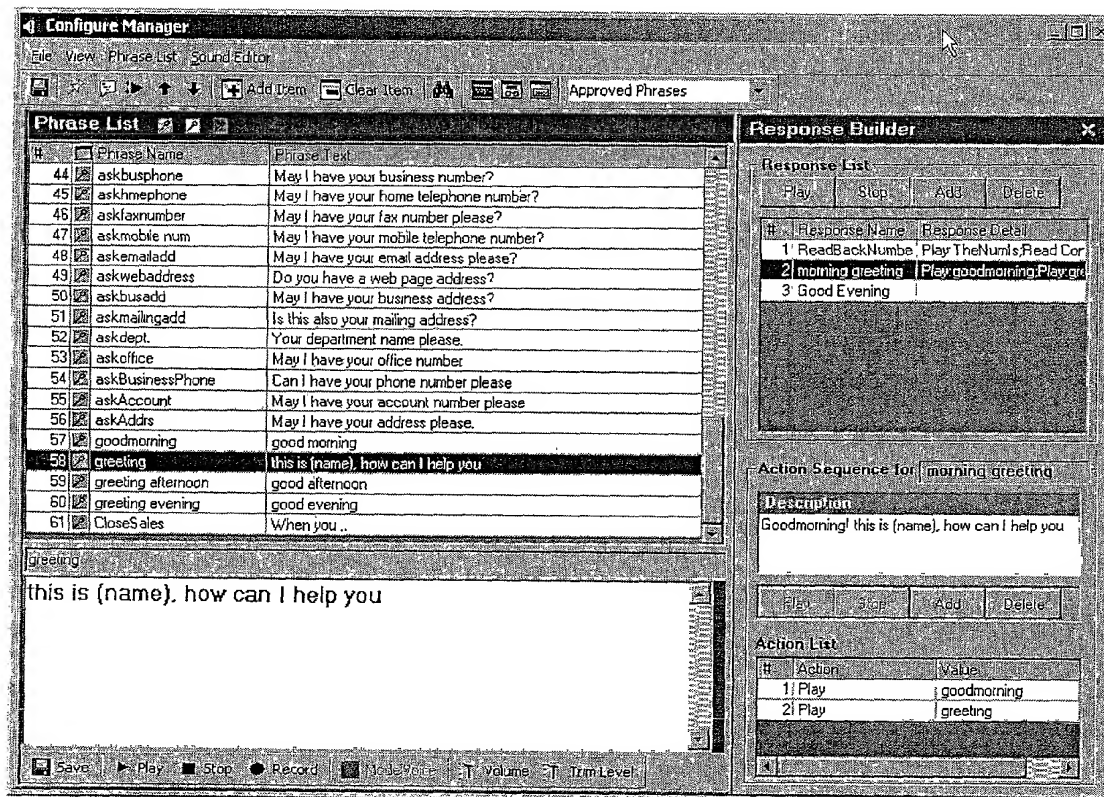 Configure Manager
File View Phrase List Sound Editor
Add Item Clear Item Approved Phrases
Phrase List
# Phrase Name Phrase Text
44 askbusphone May I have your business number?
45 askhmephone May I have your home telephone number?
46 askfaxnumber May I have your fax number please?
47 askmobile num May I have your mobile telephone number?
48 askemailadd May I have your email address please?
49 askwebaddress Do you have a web page address?
50 askbusadd May I have your business address?
51 askmailingadd Is this also your mailing address?
52 askdept. Your department name please.
53 askoffice May I have your office number
54 askBusinessPhone Can I have your phone number please
55 askAccount May I have your account number please
56 askAddrs May I have your address please.
57 goodmorning good morning
58 greeting this is (name), how can I help you
59 greeting afternoon good afternoon
60 greeting evening good evening
61 CloseSales When you ..
greeting
this is (name), how can I help you
Save Play Stop Record Volume Trim Level
Response Builder
Response List
Play Stop Add Delete
# Response Name Response Detail
1 ReadBackNumbe Play TheNumIs;Read Cor
2 morning greeting Play:goodmorning;Play:gre
3 Good Evening
Action Sequence for morning greeting
Description
Goodmorning! this is (name), how can I help you
Play Stop Add Delete
Action List
# Action Value
1 Play goodmorning
2 Play greeting